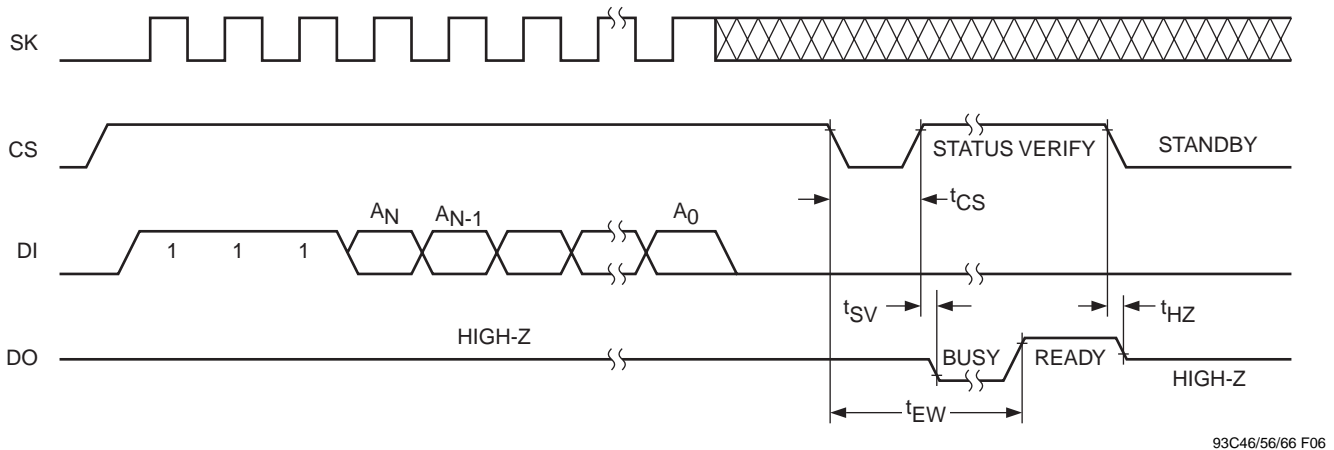 SK
CS
STATUS VERIFY
STANDBY
tCS
AN
AN-1
A0
DI
1
1
1
tSV
tHZ
HIGH-Z
DO
BUSY
READY
HIGH-Z
tEW
93C46/56/66 F06